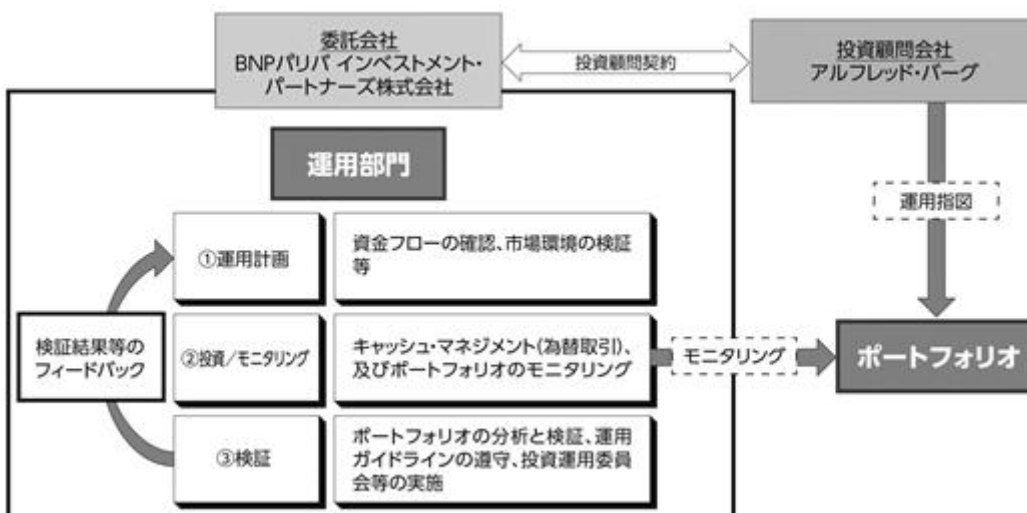 委託会社
BNPパリバ インベストメント・
パートナーズ株式会社
投資顧問契約
投資顧問会社
アルフレッド・バーグ
運用部門
運用指図
①運用計画
資金フローの確認、市場環境の検証
等
検証結果等の
フィードバック
②投資/モニタリング
キャッシュ・マネジメント(為替取引)、
及びポートフォリオのモニタリング
モニタリング
ポートフォリオ
③検証
ポートフォリオの分析と検証、運用
ガイドラインの遵守、投資運用委員
会等の実施